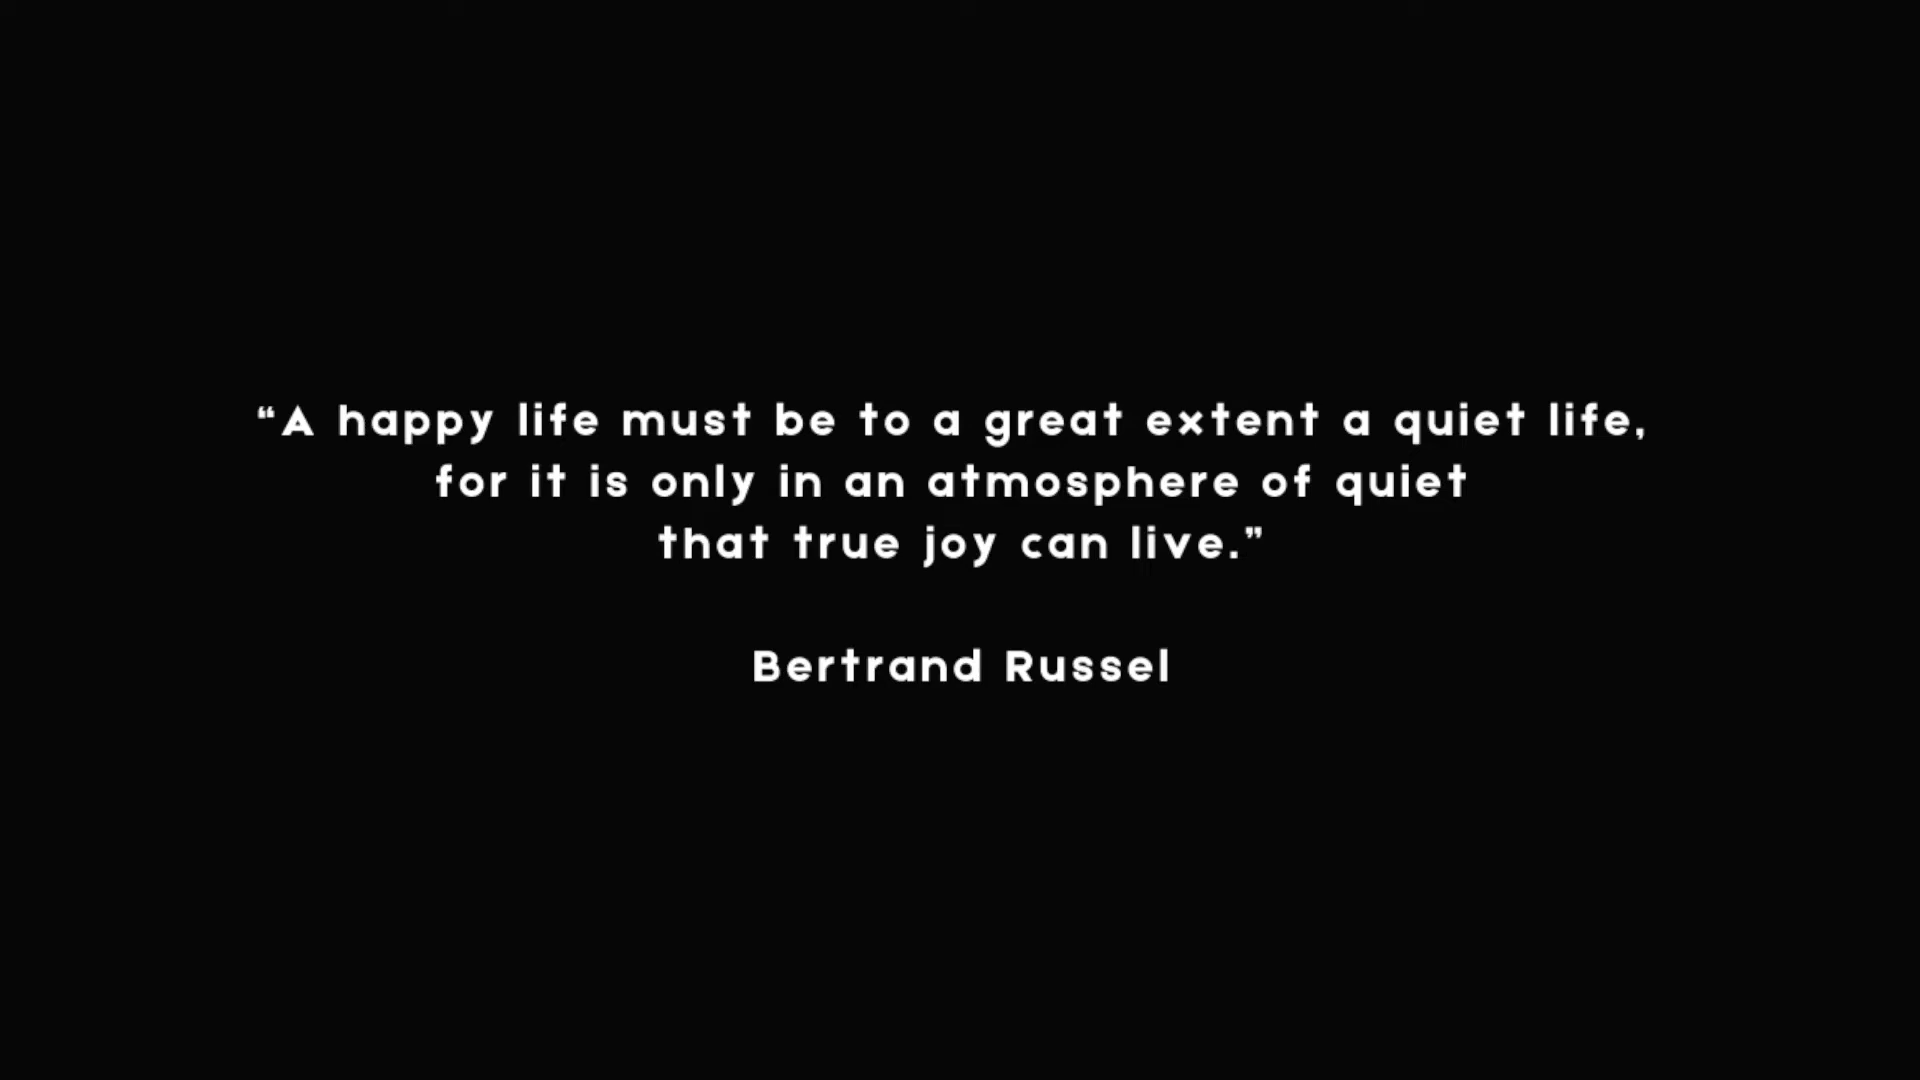 “A happy life must be to a great extent a quiet life,
for it is only in an atmosphere of quiet
that true joy can live.”
Bertrand Russel